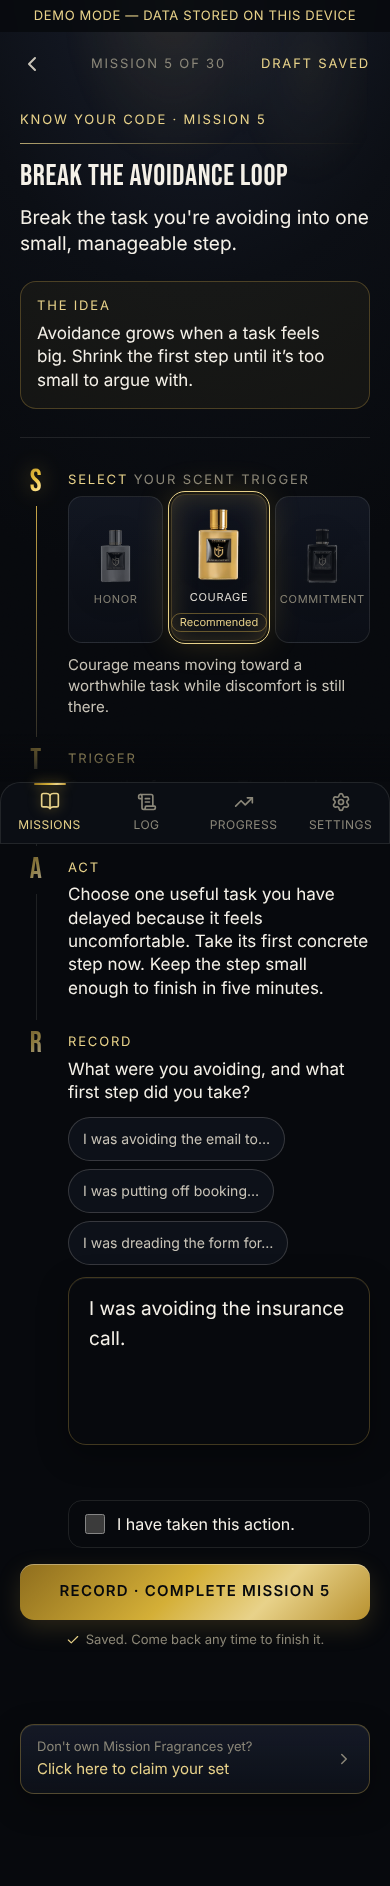 DEMO MODE — DATA STORED ON THIS DEVICE
MISSION 5 OF 30
DRAFT SAVED
KNOW YOUR CODE · MISSION 5
BREAK THE AVOIDANCE LOOP
Break the task you're avoiding into one
small, manageable step.
THE IDEA
Avoidance grows when a task feels
big. Shrink the first step until it’s too
small to argue with.
S
SELECT YOUR SCENT TRIGGER
HONOR
COURAGE
Recommended
COMMITMENT
Courage means moving toward a
worthwhile task while discomfort is still
there.
T
TRIGGER
MISSIONS
LOG
PROGRESS
SETTINGS
A
ACT
Choose one useful task you have
delayed because it feels
uncomfortable. Take its first concrete
step now. Keep the step small
enough to finish in five minutes.
R
RECORD
What were you avoiding, and what
first step did you take?
I was avoiding the email to...
I was putting off booking...
I was dreading the form for...
I was avoiding the insurance
call.
I have taken this action.
RECORD · COMPLETE MISSION 5
Saved. Come back any time to finish it.
Don't own Mission Fragrances yet?
Click here to claim your set